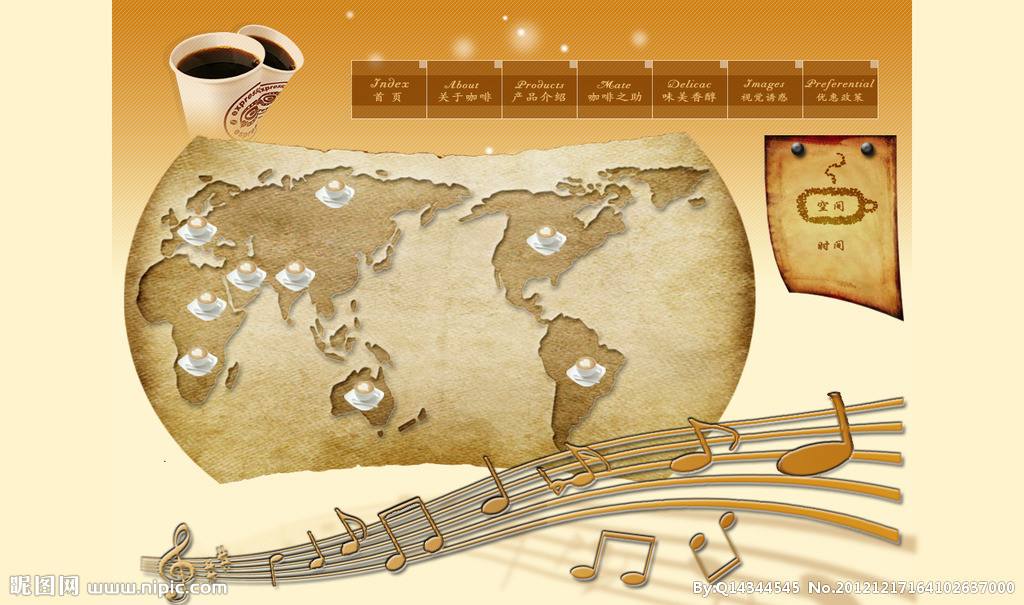 Index About Products Mate Delicac Images Preferential
首页 关于咖啡 产品介绍 咖啡之助 味美香醇 视觉诱惑 优惠政策
空间
时间
昵图网 www.nipic.com
By:Q14344545 No.20121217164102637000